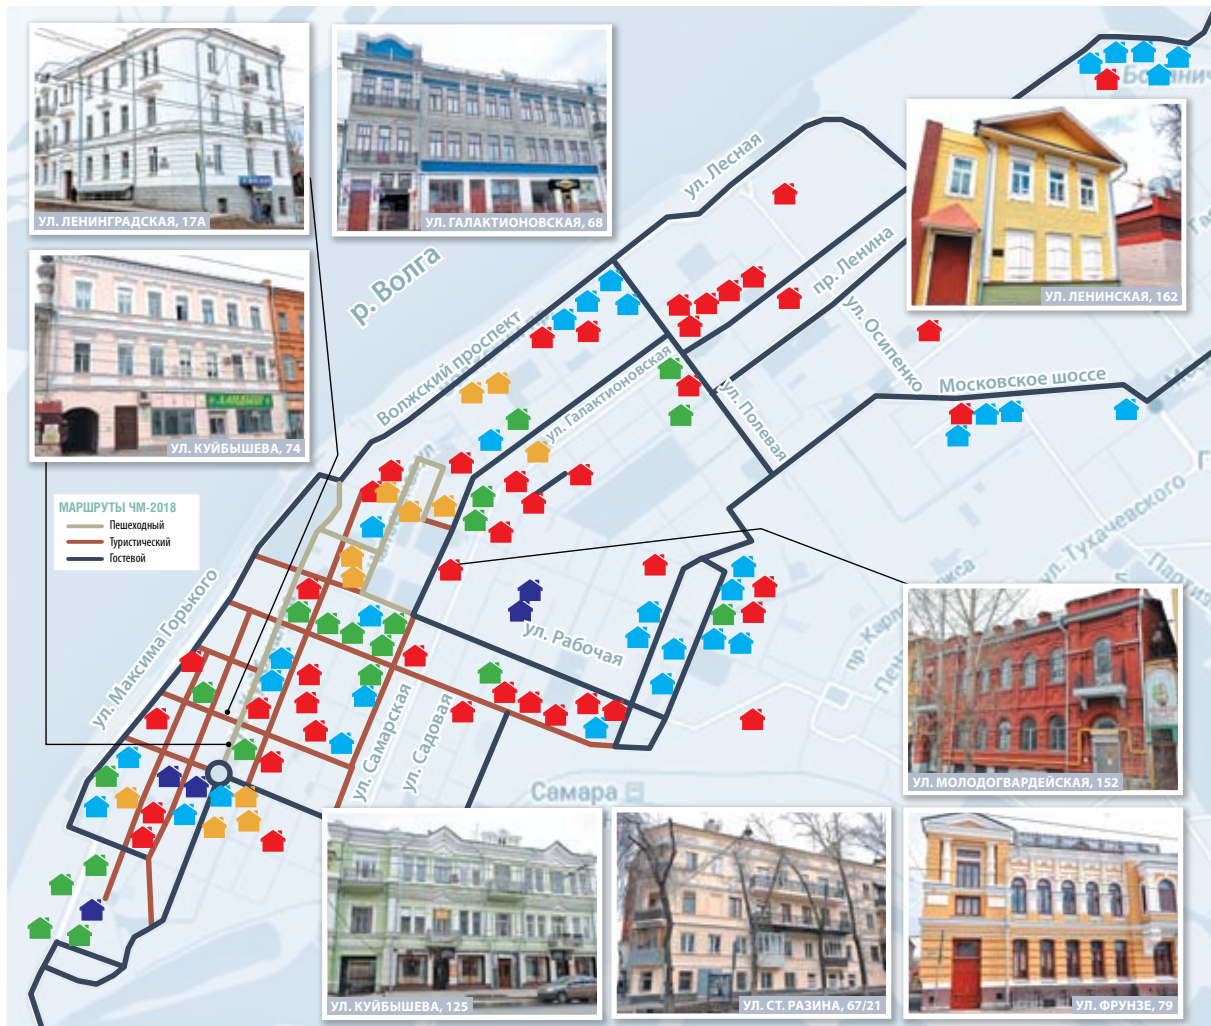 УЛ. ЛЕНИНГРАДСКАЯ, 17А
УЛ. ГАЛАКТИОНОВСКАЯ, 68
УЛ. ЛЕНИНСКАЯ, 162
УЛ. КУЙБЫШЕВА, 74
ул. Лесная
р. Волга
пр. Ленина
ул. Осипенко
Волжский проспект
ул. Галактионовская
ул. Полевая
Московское шоссе
МАРШРУТЫ ЧМ-2018
Пешеходный
Туристический
Гостевой
ул. Тухачевского
ул. Максима Горького
ул. Рабочая
ул. Самарская
ул. Садовая
Самара
УЛ. МОЛОДОГВАРДЕЙСКАЯ, 152
УЛ. КУЙБЫШЕВА, 125
УЛ. СТ. РАЗИНА, 67/21
УЛ. ФРУНЗЕ, 79